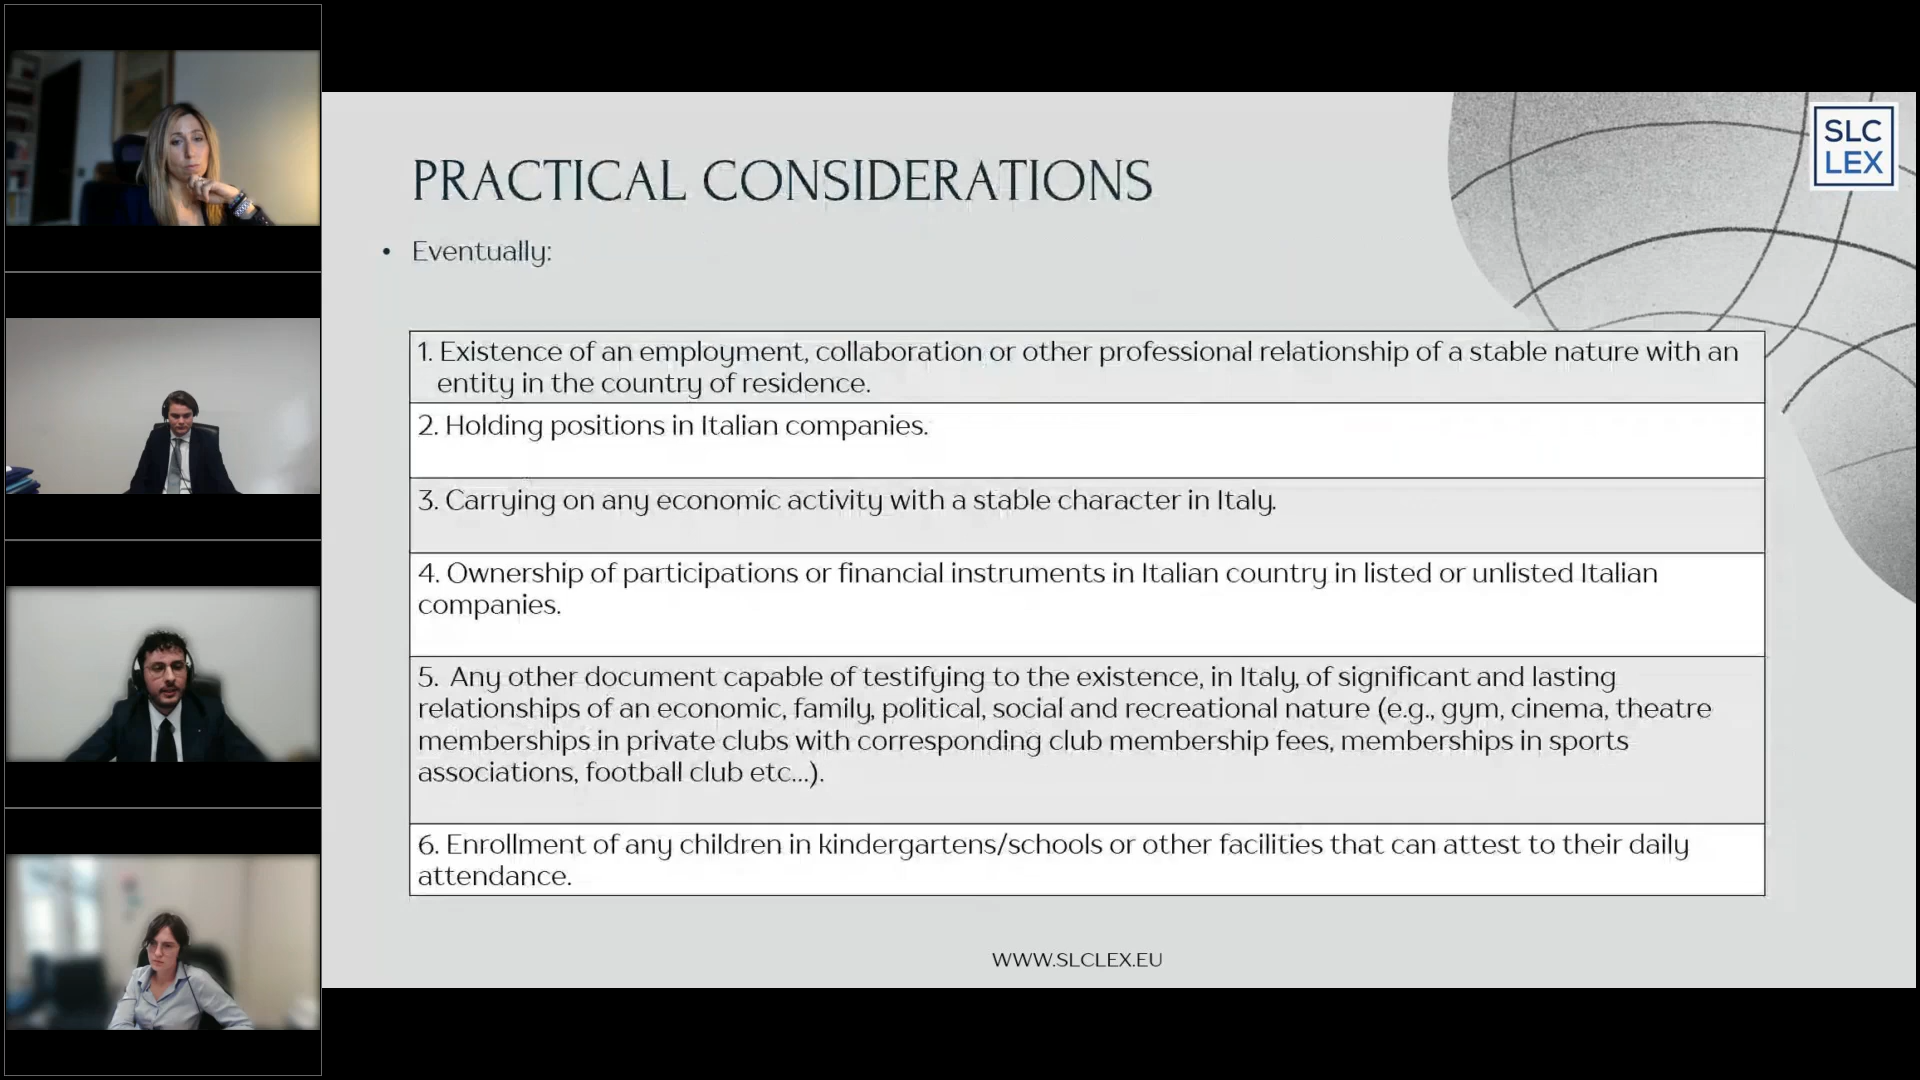 SLC
LEX
PRACTICAL CONSIDERATIONS
• Eventually:
1. Existence of an employment, collaboration or other professional relationship of a stable nature with an
entity in the country of residence.
2. Holding positions in Italian companies.
3. Carrying on any economic activity with a stable character in Italy.
4. Ownership of participations or financial instruments in Italian country in listed or unlisted Italian
companies.
5. Any other document capable of testifying to the existence, in Italy, of significant and lasting
relationships of an economic, family, political, social and recreational nature (e.g., gym, cinema, theatre
memberships in private clubs with corresponding club membership fees, memberships in sports
associations, football club etc...).
6. Enrollment of any children in kindergartens/schools or other facilities that can attest to their daily
attendance.
WWW.SLCLEX.EU